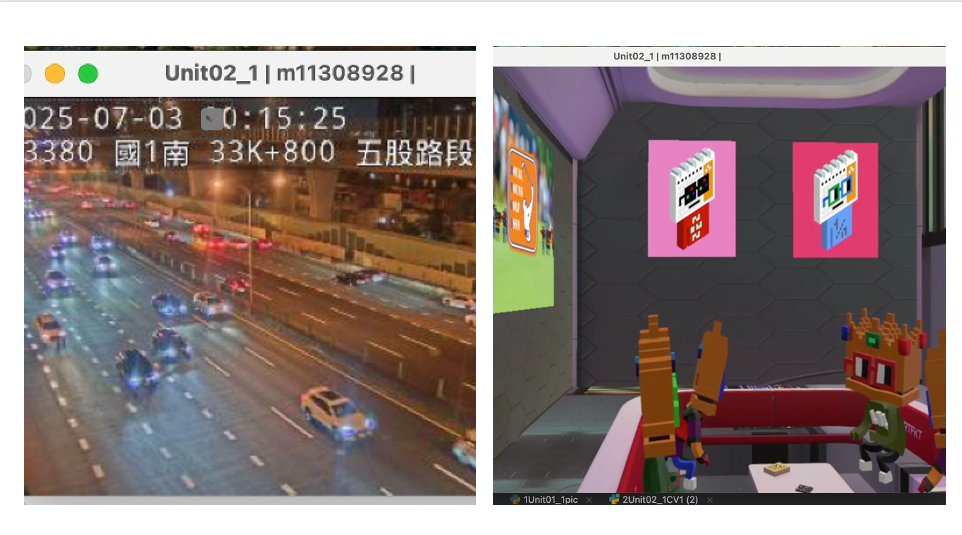 Unit02_1 | m11308928 |
025-07-03 0:15:25
3380 國1南 33K+800 五股路段
Unit02_1 | m11308928 |
RTFKT
1Unit01_1pic
2Unit02_1CV1 (2)